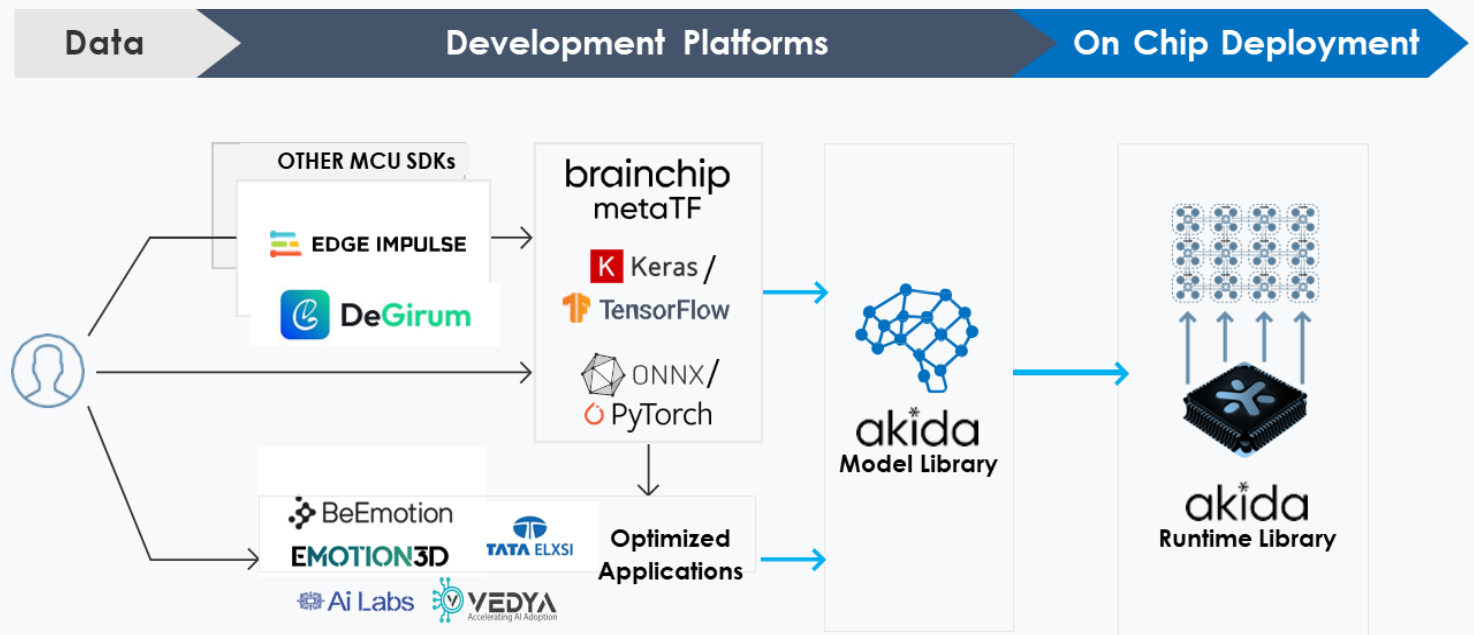 Data
Development Platforms
On Chip Deployment
OTHER MCU SDKs
EDGE IMPULSE
DeGirum
brainchip
metaTF
K Keras /
TensorFlow
ONNX/
PyTorch
akida
Model Library
akida
Runtime Library
BeEmotion
EMOTION3D
TATA ELXSI
Optimized
Applications
Ai Labs
VEDYA
Accelerating AI Adoption